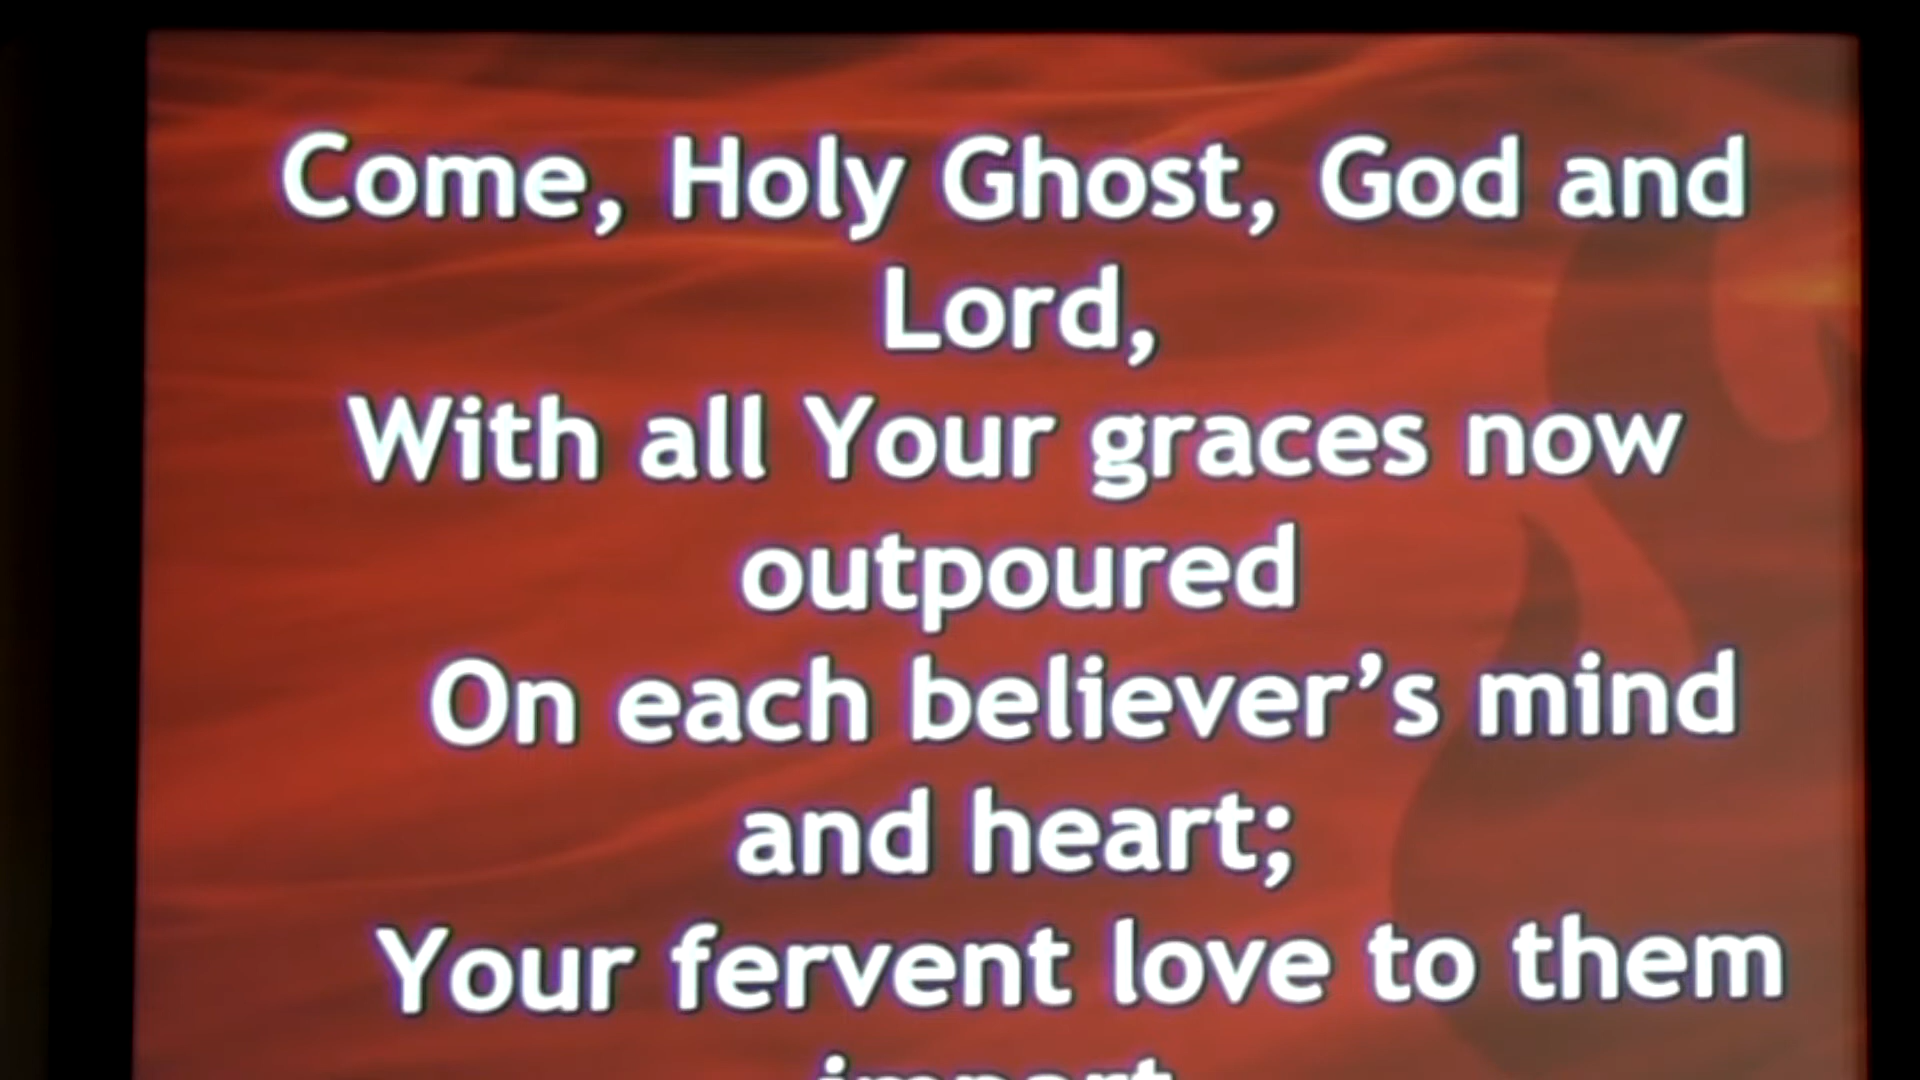 Come, Holy Ghost, God and
Lord,
With all Your graces now
outpoured
On each believer’s mind
and heart;
Your fervent love to them